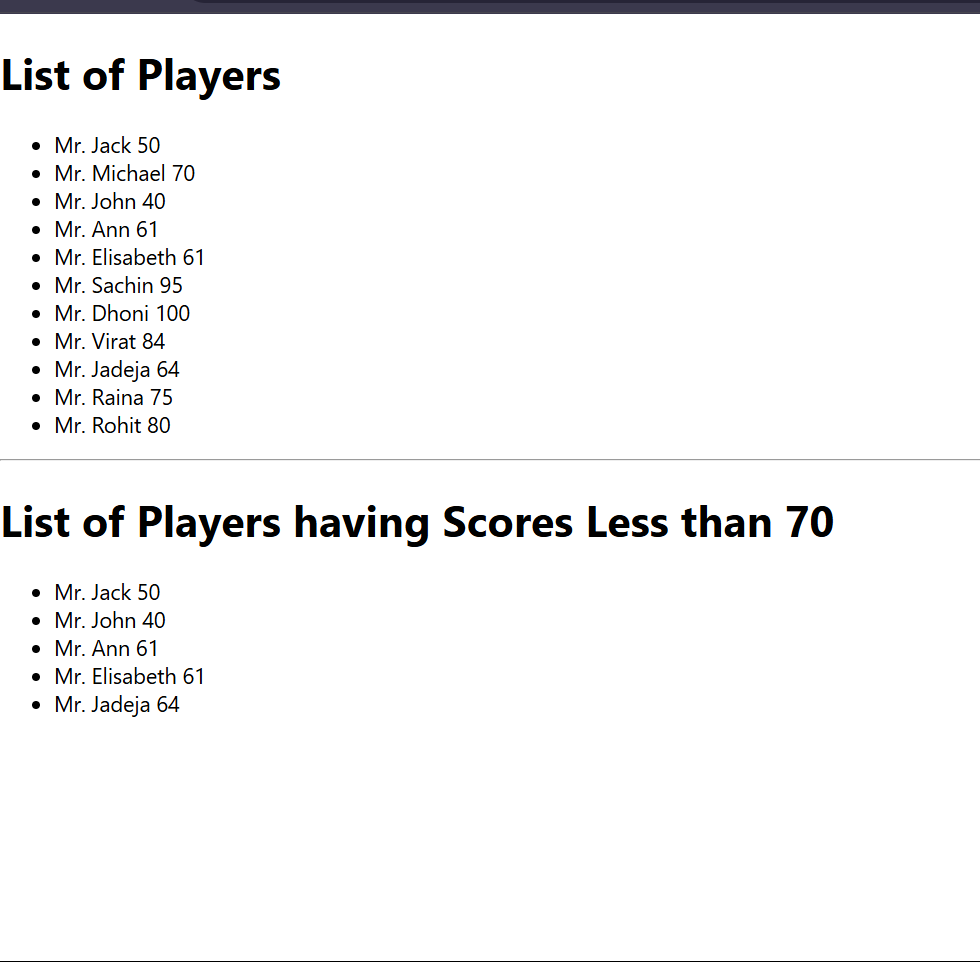 List of Players
Mr. Jack 50
Mr. Michael 70
Mr. John 40
Mr. Ann 61
Mr. Elisabeth 61
Mr. Sachin 95
Mr. Dhoni 100
Mr. Virat 84
Mr. Jadeja 64
Mr. Raina 75
Mr. Rohit 80
List of Players having Scores Less than 70
Mr. Jack 50
Mr. John 40
Mr. Ann 61
Mr. Elisabeth 61
Mr. Jadeja 64